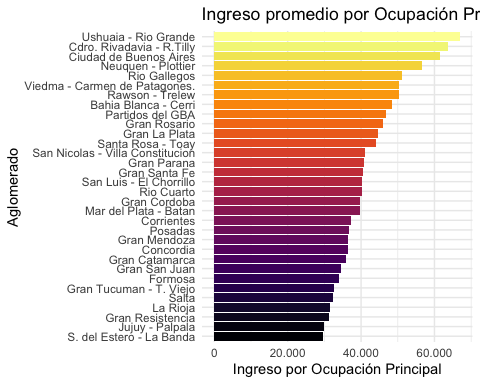 Ingreso promedio por Ocupación Pr
Aglomerado
Ushuaia - Rio Grande
Cdro. Rivadavia - R.Tilly
Ciudad de Buenos Aires
Neuquen - Plottier
Rio Gallegos
Viedma - Carmen de Patagones.
Rawson - Trelew
Bahia Blanca - Cerri
Partidos del GBA
Gran Rosario
Gran La Plata
Santa Rosa - Toay
San Nicolas - Villa Constitucion
Gran Parana
Gran Santa Fe
San Luis - El Chorrillo
Rio Cuarto
Gran Cordoba
Mar del Plata - Batan
Corrientes
Posadas
Gran Mendoza
Concordia
Gran Catamarca
Gran San Juan
Formosa
Gran Tucuman - T. Viejo
Salta
La Rioja
Gran Resistencia
Jujuy - Palpala
S. del Estero - La Banda
0 20.000 40.000 60.000
Ingreso por Ocupación Principal